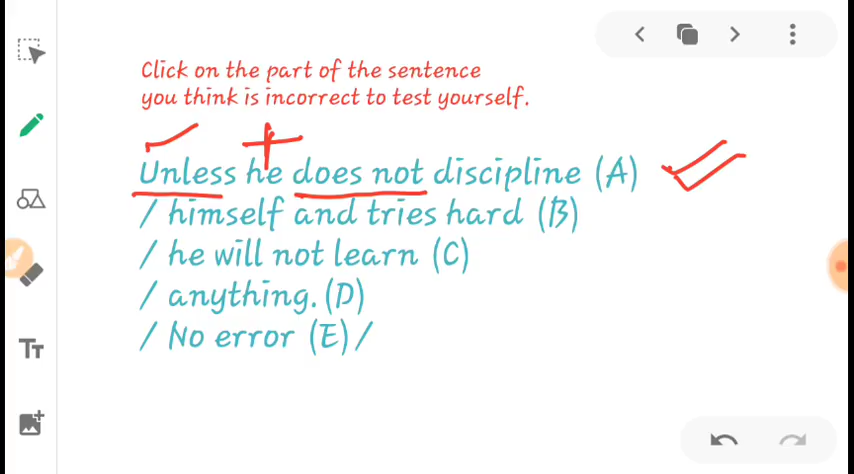 Click on the part of the sentence
you think is incorrect to test yourself.
Unless he does not discipline (A)
/ himself and tries hard (B)
/ he will not learn (C)
/ anything. (D)
/ No error (E) /
TT